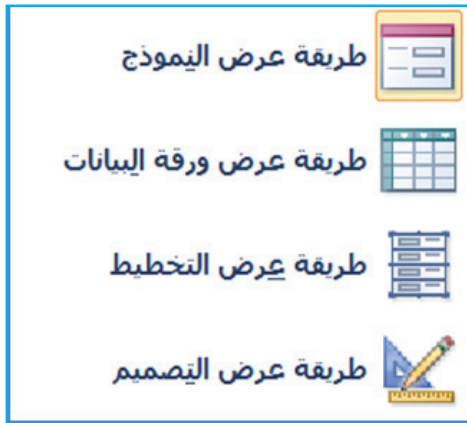 طريقة عرض النموذج
طريقة عرض ورقة البيانات
طريقة عرض التخطيط
طريقة عرض التصميم